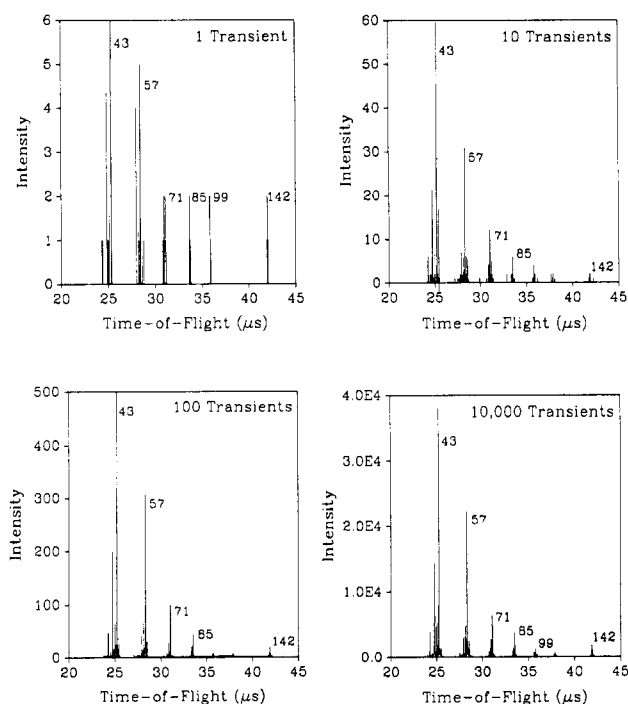 1 Transient
6
5
4
3
2
1
0
Intensity
43
57
71 85 99 142
20 25 30 35 40 45
Time-of-Flight (μs)
10 Transients
60
50
40
30
20
10
0
Intensity
43
57
71
85
142
20 25 30 35 40 45
Time-of-Flight (μs)
100 Transients
500
400
300
200
100
0
Intensity
43
57
71
85
142
20 25 30 35 40 45
Time-of-Flight (μs)
10,000 Transients
4.0E4
3.0E4
2.0E4
1.0E4
0.0
Intensity
43
57
71
85
99
142
20 25 30 35 40 45
Time-of-Flight (μs)